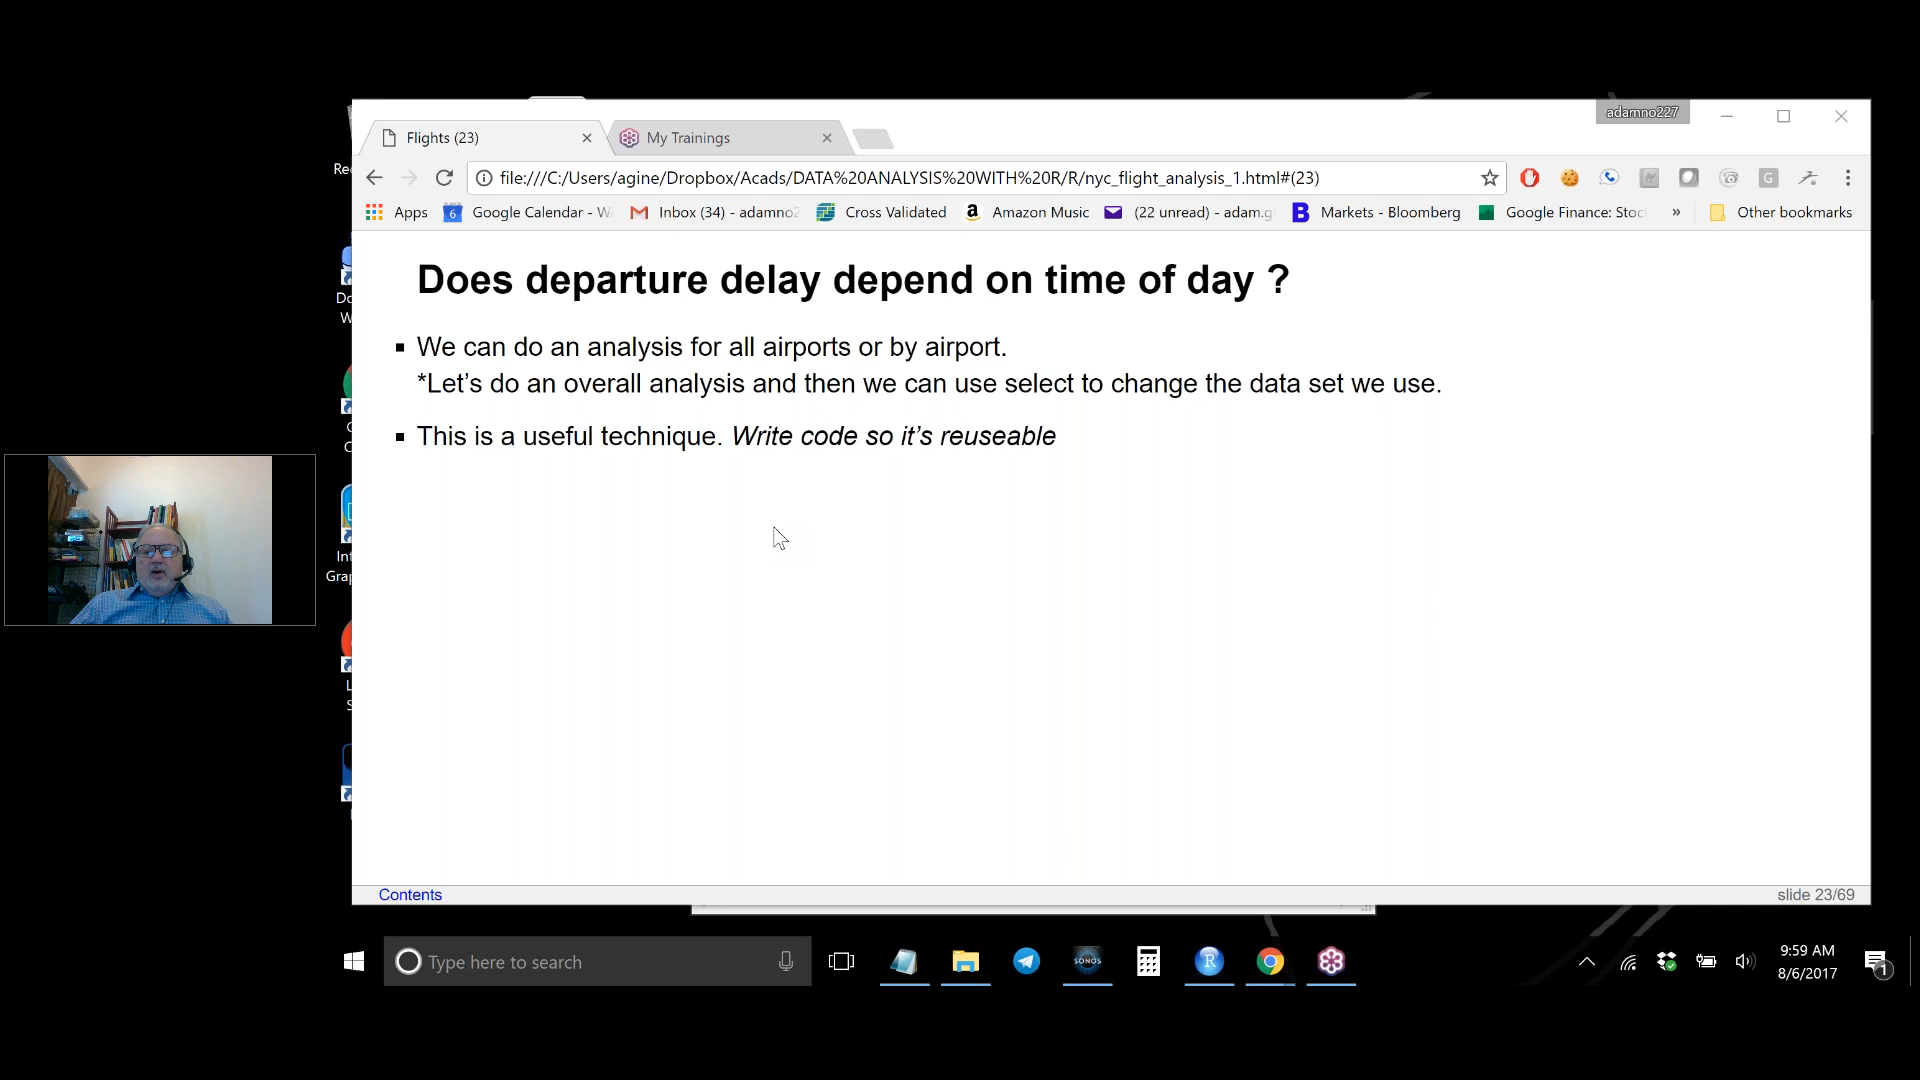 adamno227
Flights (23)
My Trainings
file:///C:/Users/agine/Dropbox/Acads/DATA%20ANALYSIS%20WITH%20R/R/nyc_flight_analysis_1.html#(23)
Apps
6
Google Calendar - W
Inbox (34) - adamno2
Cross Validated
Amazon Music
(22 unread) - adam.g
Markets - Bloomberg
Google Finance: Stoc
»
Other bookmarks
Does departure delay depend on time of day ?
We can do an analysis for all airports or by airport.
*Let’s do an overall analysis and then we can use select to change the data set we use.
This is a useful technique. Write code so it’s reuseable
Contents
slide 23/69
Type here to search
SONOS
R
9:59 AM
8/6/2017
1